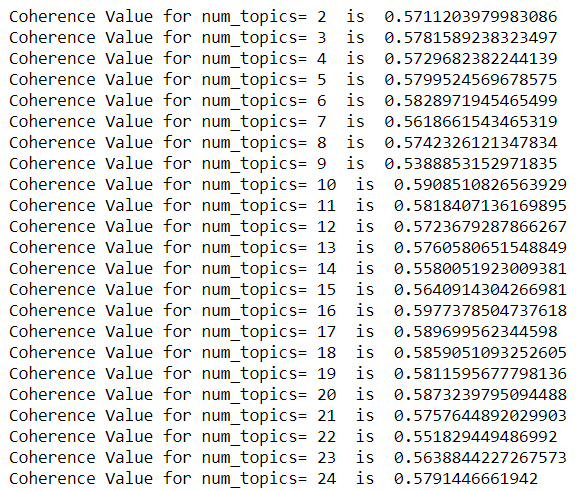 Coherence Value for num_topics= 2  is  0.5711203979983086
Coherence Value for num_topics= 3  is  0.5781589238323497
Coherence Value for num_topics= 4  is  0.5729682382244139
Coherence Value for num_topics= 5  is  0.5799524569678575
Coherence Value for num_topics= 6  is  0.5828971945465499
Coherence Value for num_topics= 7  is  0.5618661543465319
Coherence Value for num_topics= 8  is  0.5742326121347834
Coherence Value for num_topics= 9  is  0.5388853152971835
Coherence Value for num_topics= 10  is  0.5908510826563929
Coherence Value for num_topics= 11  is  0.5818407136169895
Coherence Value for num_topics= 12  is  0.5723679287866267
Coherence Value for num_topics= 13  is  0.5760580651548849
Coherence Value for num_topics= 14  is  0.5580051923009381
Coherence Value for num_topics= 15  is  0.5640914304266981
Coherence Value for num_topics= 16  is  0.5977378504737618
Coherence Value for num_topics= 17  is  0.589699562344598
Coherence Value for num_topics= 18  is  0.5859051093252605
Coherence Value for num_topics= 19  is  0.5811595677798136
Coherence Value for num_topics= 20  is  0.5873239795094488
Coherence Value for num_topics= 21  is  0.5757644892029903
Coherence Value for num_topics= 22  is  0.551829449486992
Coherence Value for num_topics= 23  is  0.5638844227267573
Coherence Value for num_topics= 24  is  0.5791446661942